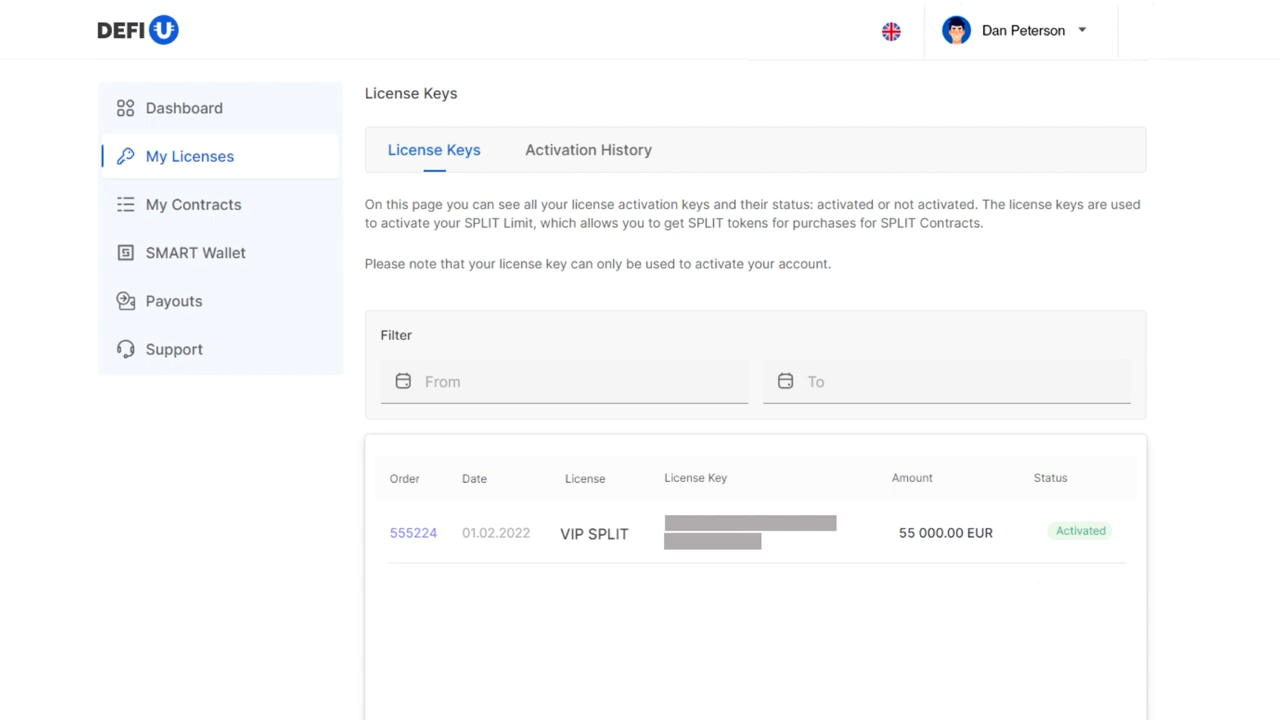 DEFI U
Dan Peterson
Dashboard
My Licenses
My Contracts
SMART Wallet
Payouts
Support
License Keys
License Keys Activation History
On this page you can see all your license activation keys and their status: activated or not activated. The license keys are used
to activate your SPLIT Limit, which allows you to get SPLIT tokens for purchases for SPLIT Contracts.
Please note that your license key can only be used to activate your account.
Filter
From To
Order Date License License Key Amount Status
555224 01.02.2022 VIP SPLIT 55 000.00 EUR Activated